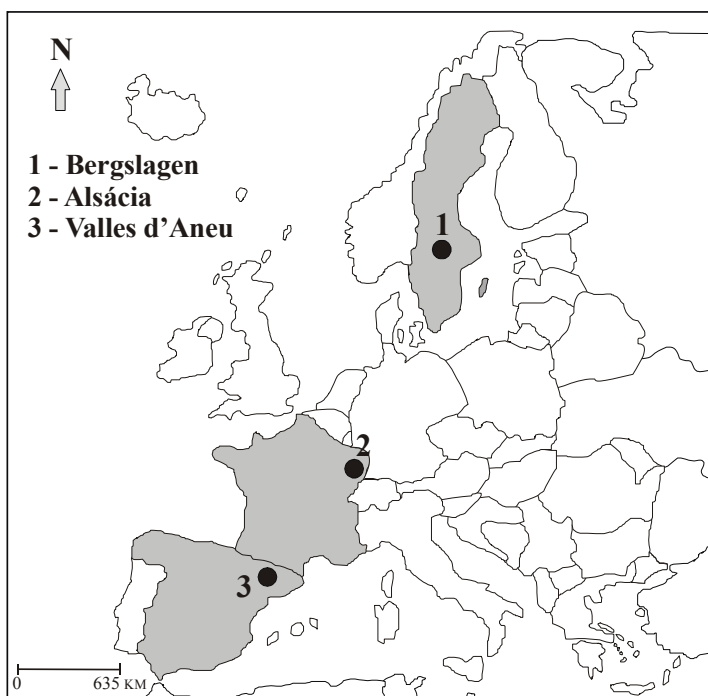 N
1 - Bergslagen
2 - Alsácia
3 - Valles d’Aneu
1
2
3
0 635 KM